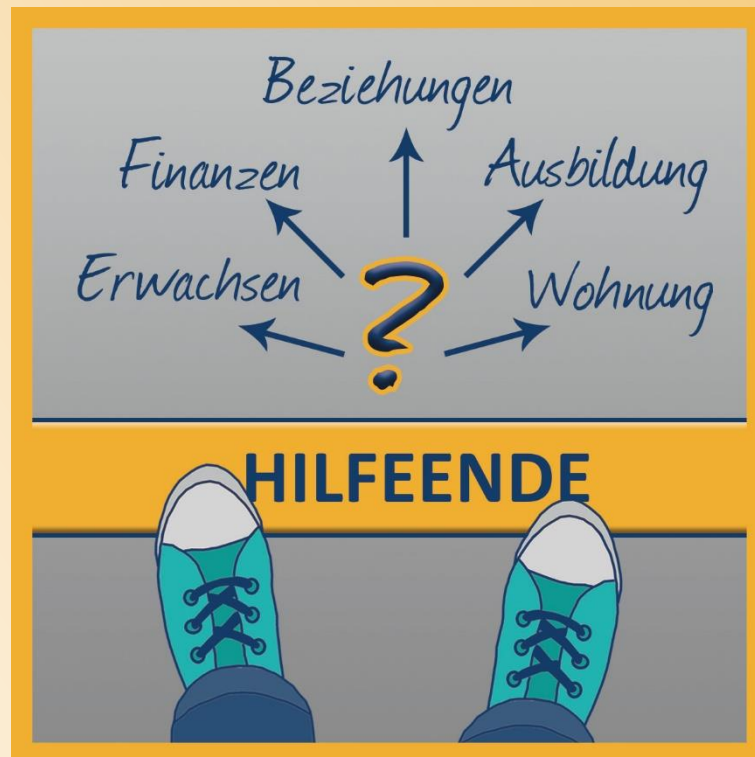 Beziehungen
Finanzen
Ausbildung
Erwachsen
Wohnung
?
HILFEENDE